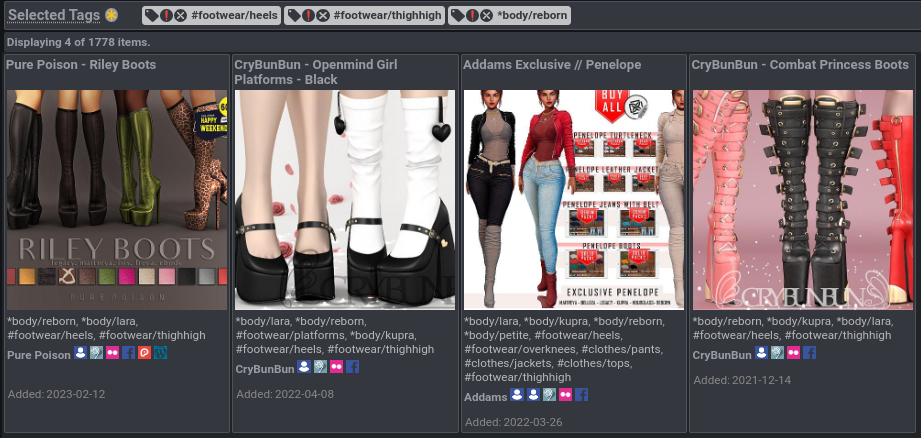 Selected Tags
#footwear/heels
#footwear/thighhigh
*body/reborn
Displaying 4 of 1778 items.
Pure Poison - Riley Boots
HAPPY
WEEKEND
RILEY BOOTS
legacy, maitreya, isis, freya, ebody
PURE POISON
*body/reborn, *body/lara,
#footwear/heels, #footwear/thighhigh
Pure Poison
Added: 2023-02-12
CryBunBun - Openmind Girl
Platforms - Black
*body/lara, *body/reborn,
#footwear/platforms, *body/kupra,
#footwear/heels, #footwear/thighhigh
CryBunBun
Added: 2022-04-08
Addams Exclusive // Penelope
BUY
ALL
PENELOPE TURTLENECK
PENELOPE LEATHER JACKET
PENELOPE JEANS WITH BELT
PENELOPE BOOTS
EXCLUSIVE PENELOPE
*body/lara, *body/kupra, *body/reborn,
*body/petite, #footwear/heels,
#footwear/overknees, #clothes/pants,
#clothes/jackets, #clothes/tops,
#footwear/thighhigh
Addams
Added: 2022-03-26
CryBunBun - Combat Princess Boots
CRYBUNBUN
*body/reborn, *body/kupra, *body/lara,
#footwear/heels, #footwear/thighhigh
CryBunBun
Added: 2021-12-14